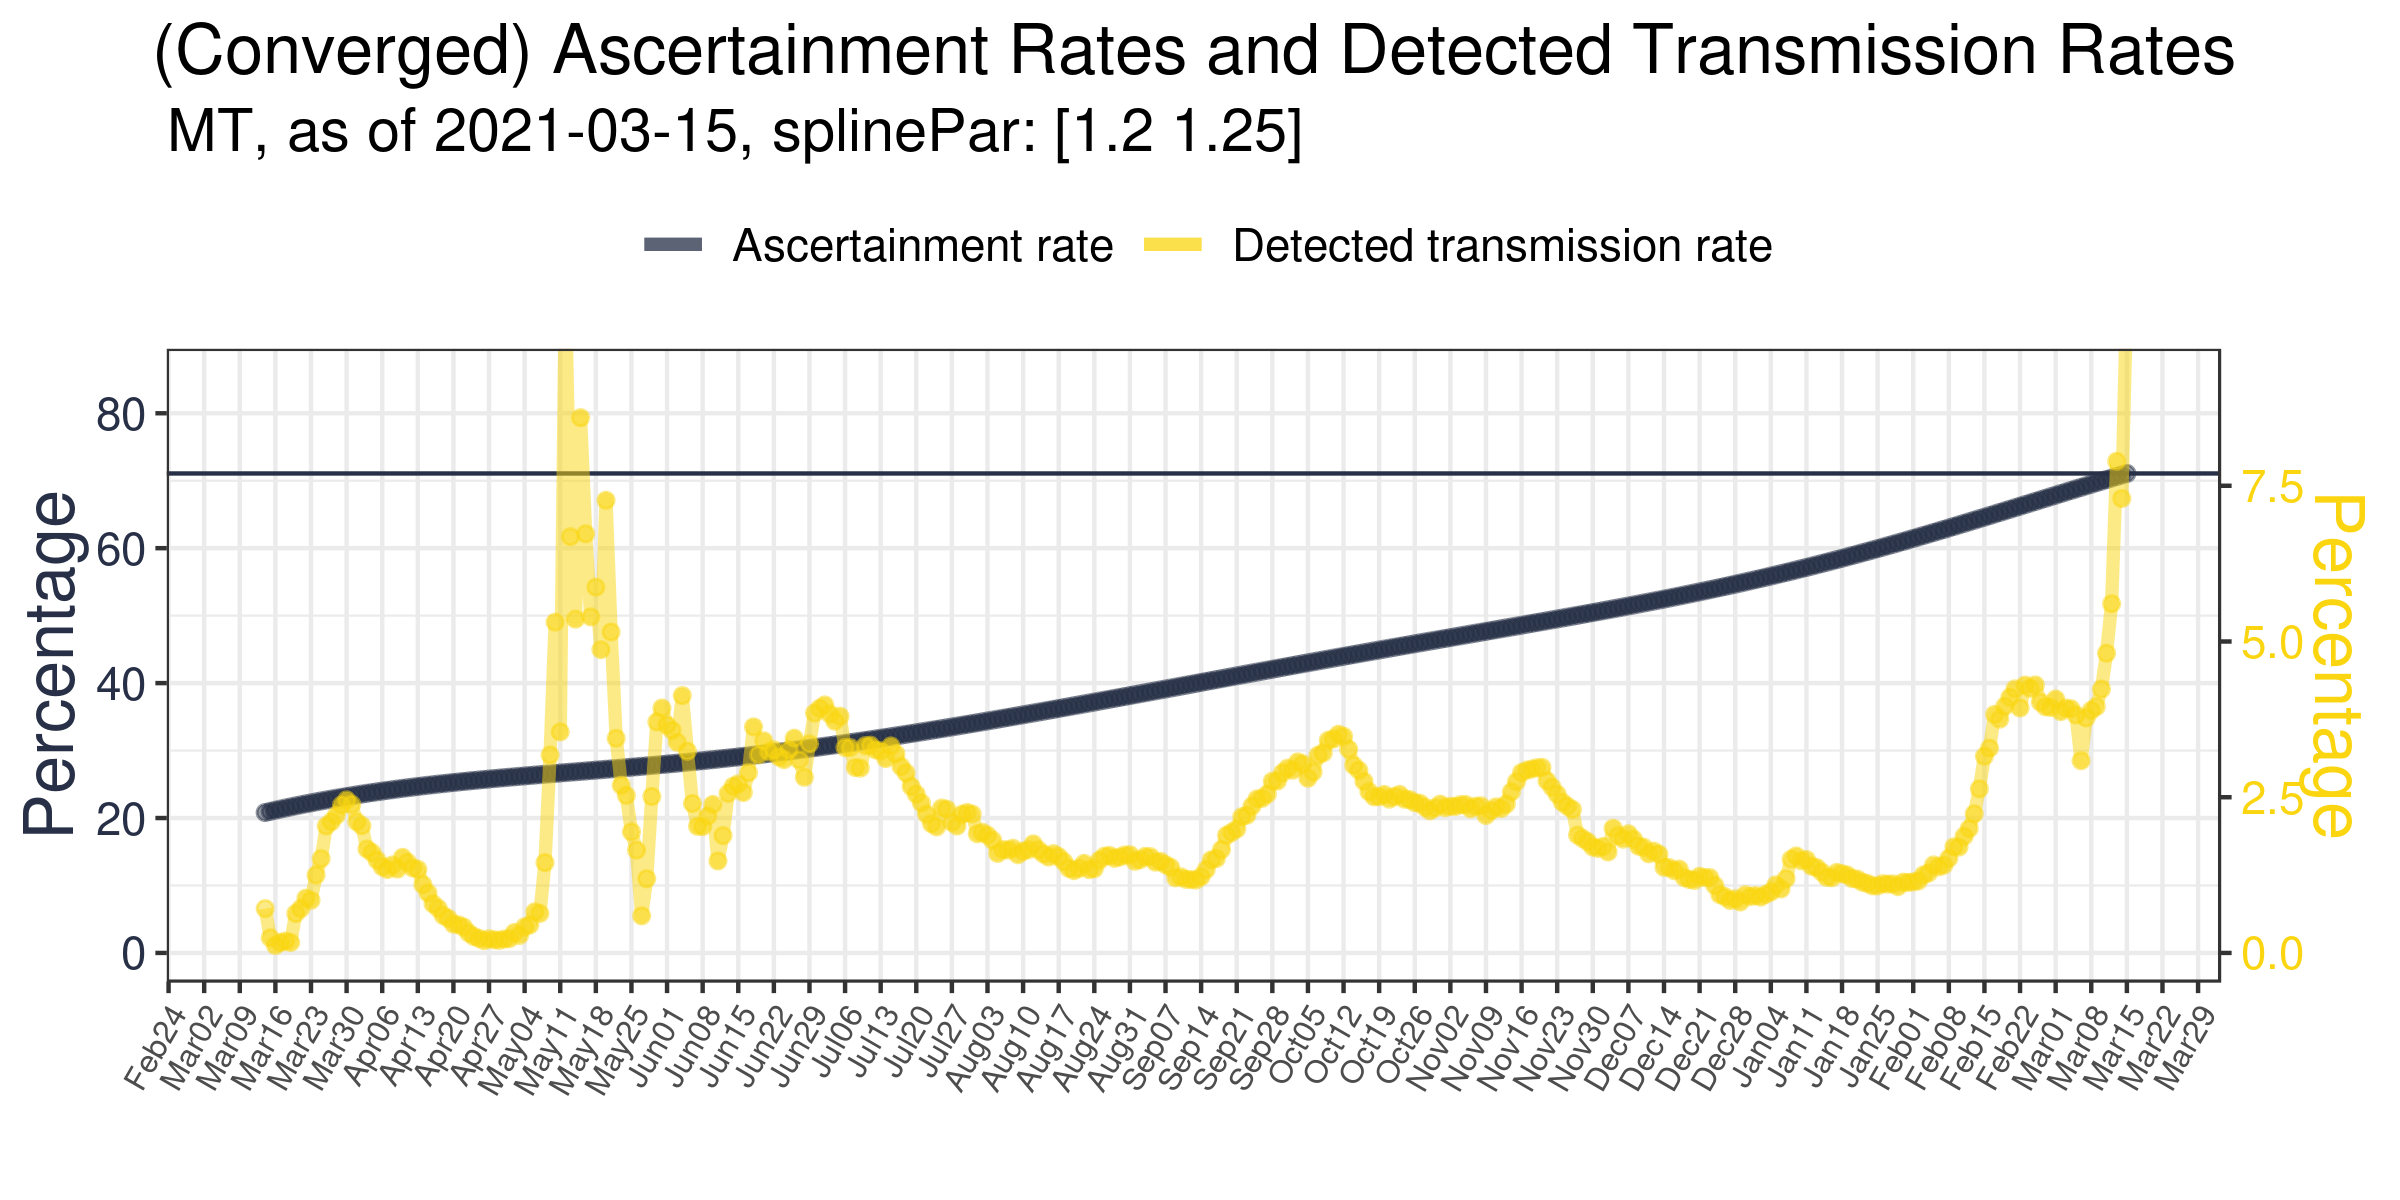 (Converged) Ascertainment Rates and Detected Transmission Rates
MT, as of 2021-03-15, splinePar: [1.2 1.25]
Ascertainment rate
Detected transmission rate
Percentage
80
60
40
20
0
7.5
5.0
2.5
0.0
Percentage
Feb24
Mar02
Mar09
Mar16
Mar23
Mar30
Apr06
Apr13
Apr20
Apr27
May04
May11
May18
May25
Jun01
Jun08
Jun15
Jun22
Jun29
Jul06
Jul13
Jul20
Jul27
Aug03
Aug10
Aug17
Aug24
Aug31
Sep07
Sep14
Sep21
Sep28
Oct05
Oct12
Oct19
Oct26
Nov02
Nov09
Nov16
Nov23
Nov30
Dec07
Dec14
Dec21
Dec28
Jan04
Jan11
Jan18
Jan25
Feb01
Feb08
Feb15
Feb22
Mar01
Mar08
Mar15
Mar22
Mar29